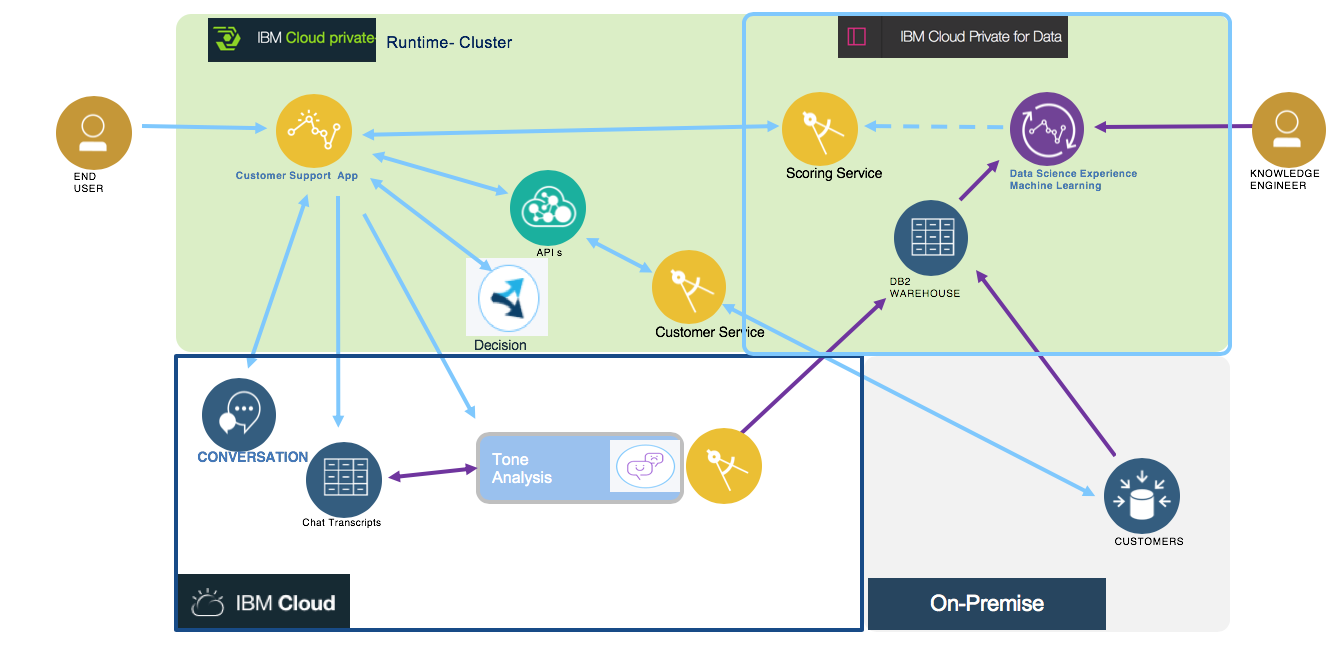 IBM Cloud private
Runtime- Cluster
IBM Cloud Private for Data
END
USER
Customer Support App
Scoring Service
Data Science Experience
Machine Learning
KNOWLEDGE
ENGINEER
API s
DB2
WAREHOUSE
Customer Service
Decision
CONVERSATION
Tone
Analysis
Chat Transcripts
CUSTOMERS
IBM Cloud
On-Premise